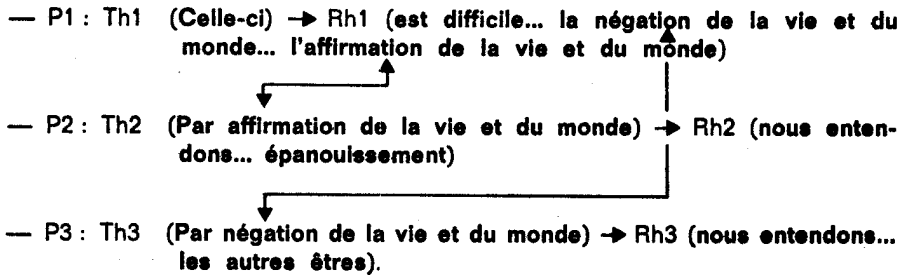 — P1 : Th1 (Celle-ci) → Rh1 (est difficile... la négation de la vie et du
monde... l'affirmation de la vie et du monde)
— P2 : Th2 (Par affirmation de la vie et du monde) → Rh2 (nous enten-
dons... épanouissement)
— P3 : Th3 (Par négation de la vie et du monde) → Rh3 (nous entendons...
les autres êtres).